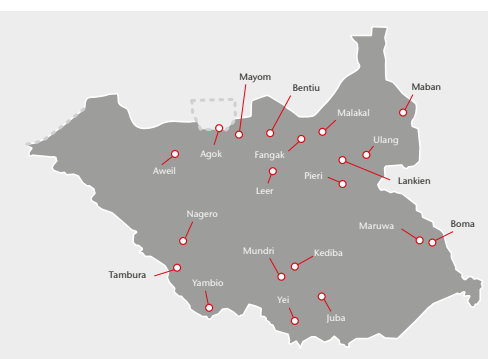 Mayom
Bentiu
Maban
Malakal
Ulang
Agok
Fangak
Aweil
Pieri
Lankien
Leer
Nagero
Maruwa
Boma
Mundri
Kediba
Tambura
Yambio
Yei
Juba